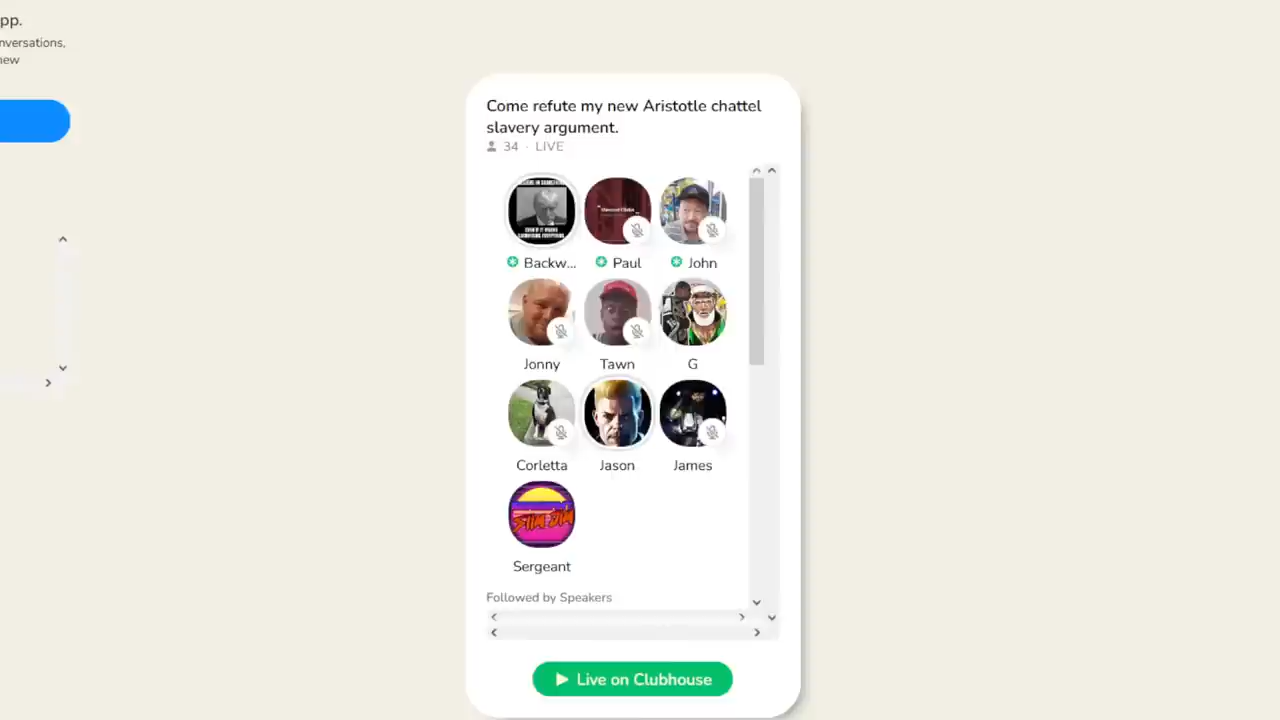 pp.
nversations,
new
Come refute my new Aristotle chattel
slavery argument.
34 · LIVE
Backw... Paul John
Jonny Tawn G
Corletta Jason James
Sergeant
Followed by Speakers
Live on Clubhouse